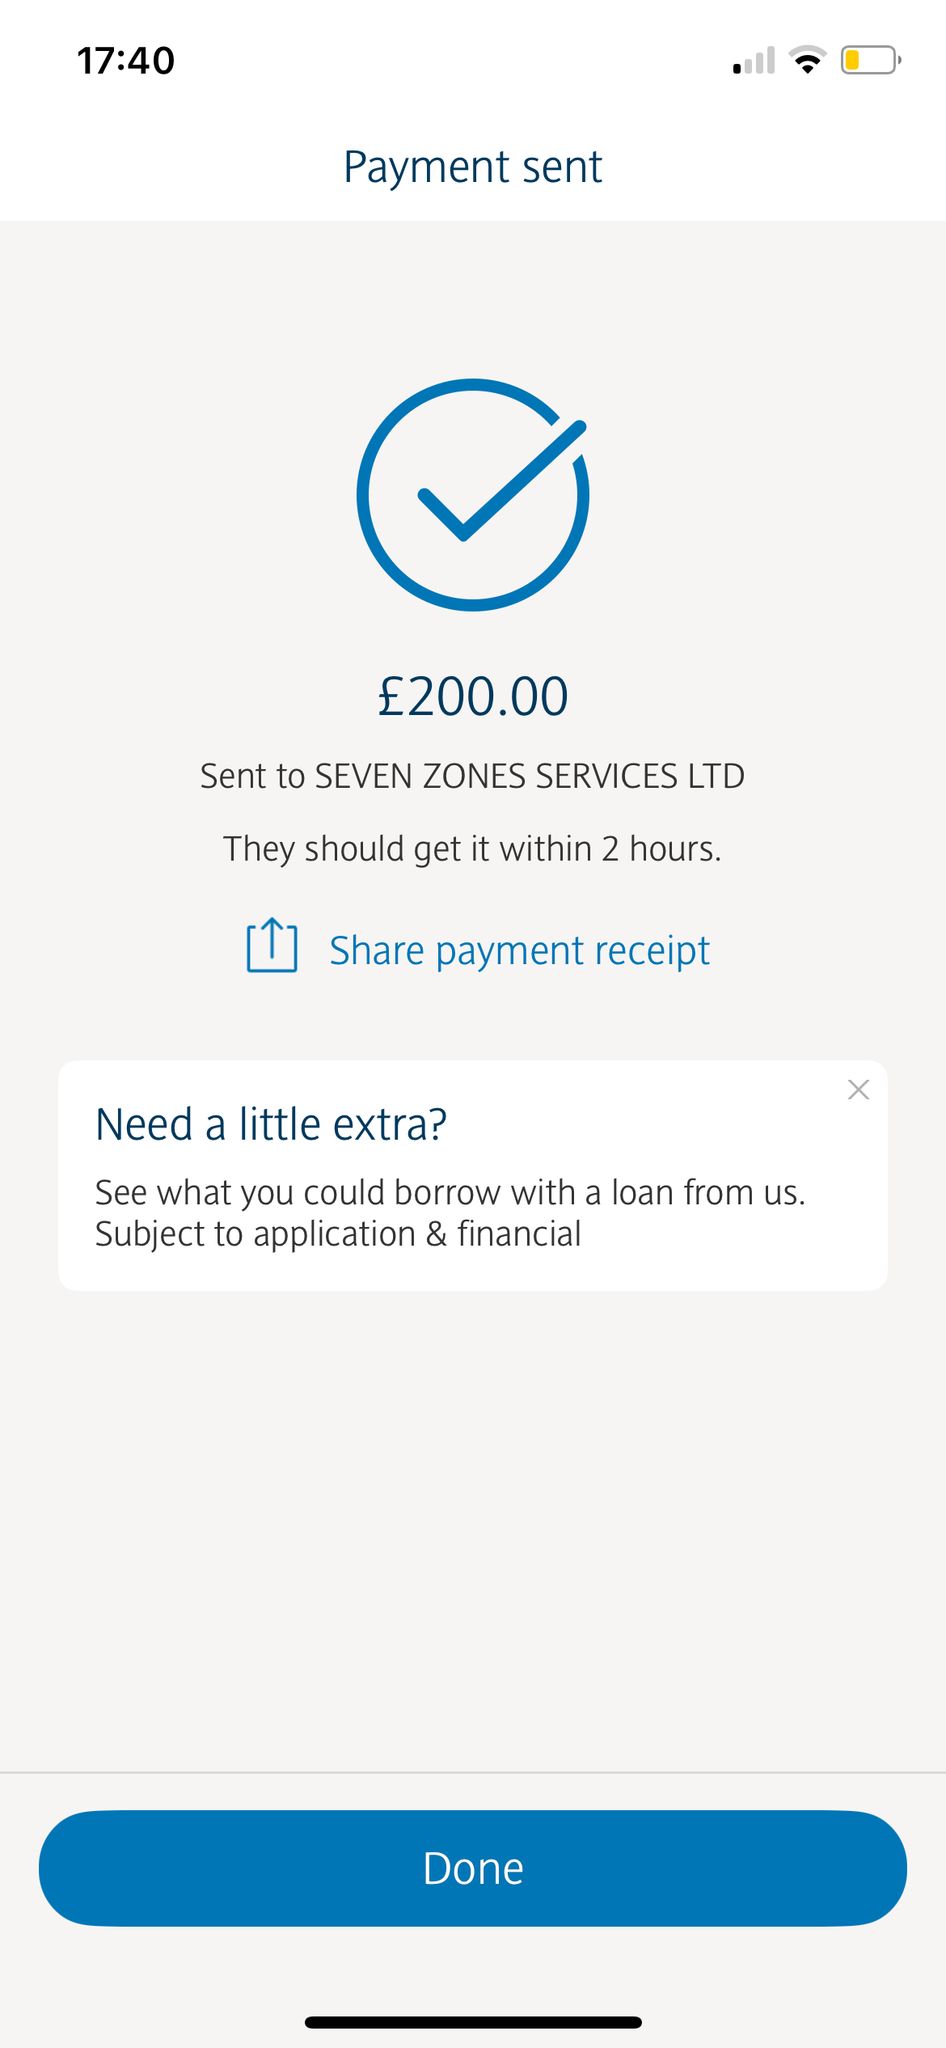 17:40
Payment sent
£200.00
Sent to SEVEN ZONES SERVICES LTD
They should get it within 2 hours.
Share payment receipt
Need a little extra?
See what you could borrow with a loan from us.
Subject to application & financial
Done